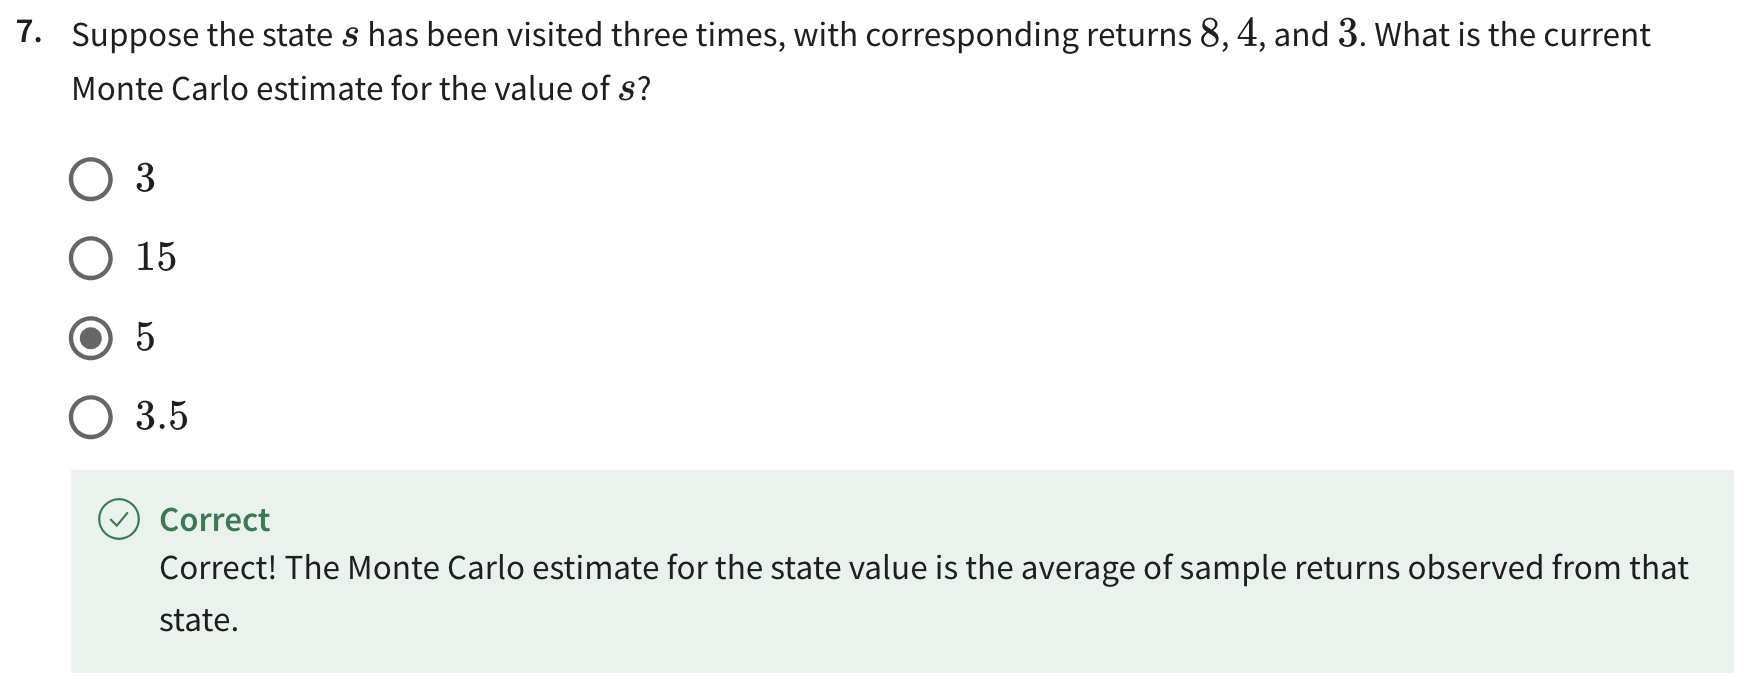 7. Suppose the state s has been visited three times, with corresponding returns 8, 4, and 3. What is the current
Monte Carlo estimate for the value of s?
3
15
5
3.5
Correct
Correct! The Monte Carlo estimate for the state value is the average of sample returns observed from that
state.